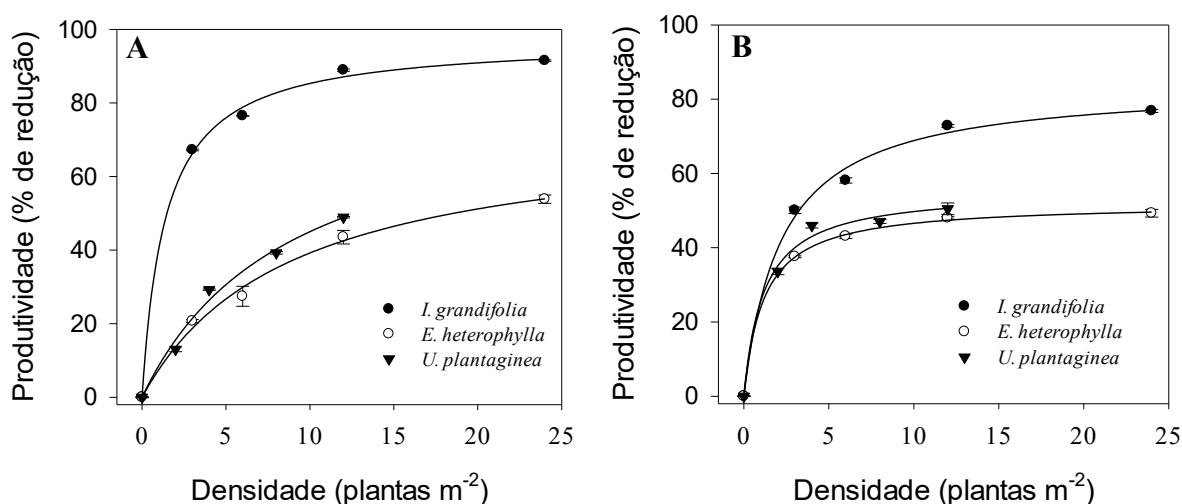 A
Produtividade (% de redução)
100
80
60
40
20
0
I. grandifolia
E. heterophylla
U. plantaginea
0 5 10 15 20 25
Densidade (plantas m⁻²)
B
Produtividade (% de redução)
100
80
60
40
20
0
I. grandifolia
E. heterophylla
U. plantaginea
0 5 10 15 20 25
Densidade (plantas m⁻²)